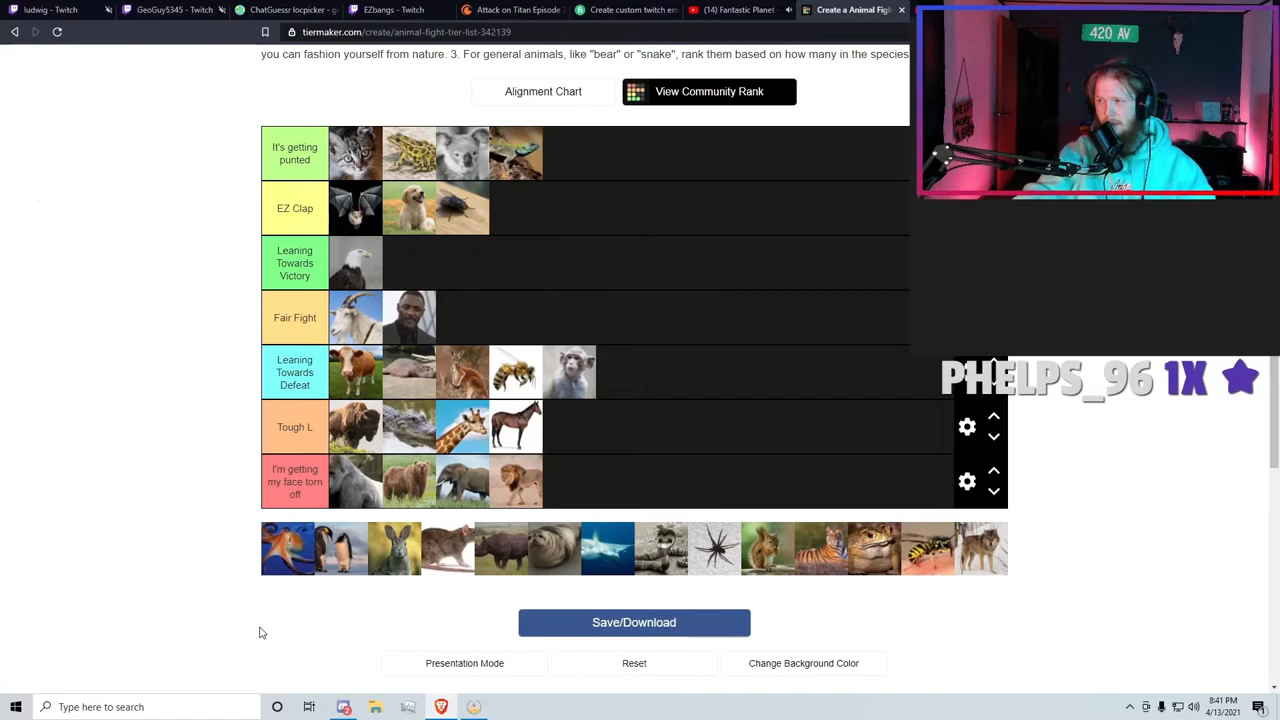 ludwig - Twitch
GeoGuy5345 - Twitch
ChatGuessr locpicker - g
EZbangs - Twitch
Attack on Titan Episode
Create custom twitch em
(14) Fantastic Planet
Create a Animal Figh
tiermaker.com/create/animal-fight-tier-list-342139
you can fashion yourself from nature. 3. For general animals, like "bear" or "snake", rank them based on how many in the species
Alignment Chart
View Community Rank
420 AV
It's getting
punted
EZ Clap
Leaning
Towards
Victory
Fair Fight
Leaning
Towards
Defeat
PHELPS_96 1X
Tough L
I'm getting
my face torn
off
Save/Download
Presentation Mode
Reset
Change Background Color
Type here to search
2
8:41 PM
4/13/2021
1